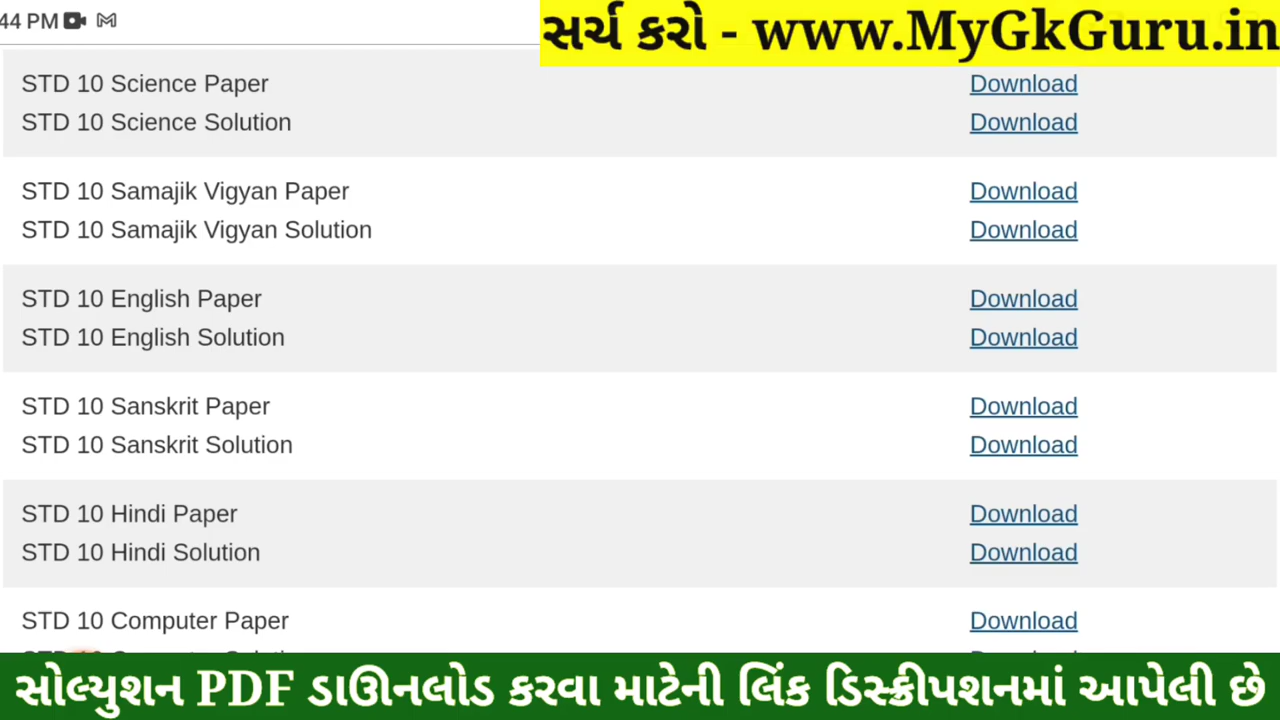 44 PM
સર્ચ કરો - www.MyGkGuru.in
STD 10 Science Paper Download
STD 10 Science Solution Download
STD 10 Samajik Vigyan Paper Download
STD 10 Samajik Vigyan Solution Download
STD 10 English Paper Download
STD 10 English Solution Download
STD 10 Sanskrit Paper Download
STD 10 Sanskrit Solution Download
STD 10 Hindi Paper Download
STD 10 Hindi Solution Download
STD 10 Computer Paper Download
સોલ્યુશન PDF ડાઊનલોડ કરવા માટેની લિંક ડિસ્ક્રીપશનમાં આપેલી છે